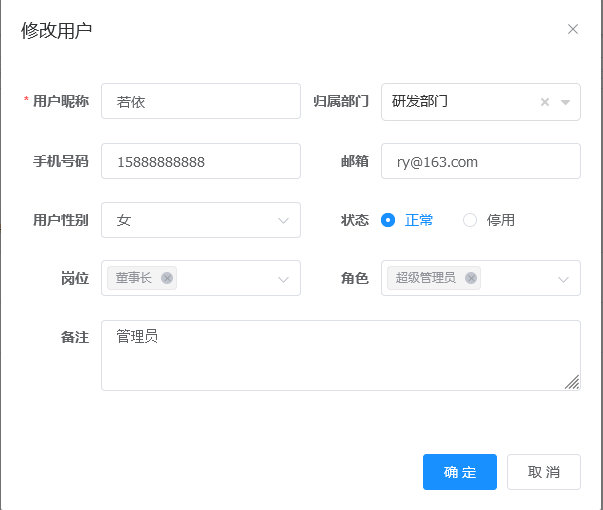 修改用户
* 用户昵称 若依 归属部门 研发部门
手机号码 15888888888 邮箱 ry@163.com
用户性别 女 状态 正常 停用
岗位 董事长 角色 超级管理员
备注 管理员
确 定 取 消